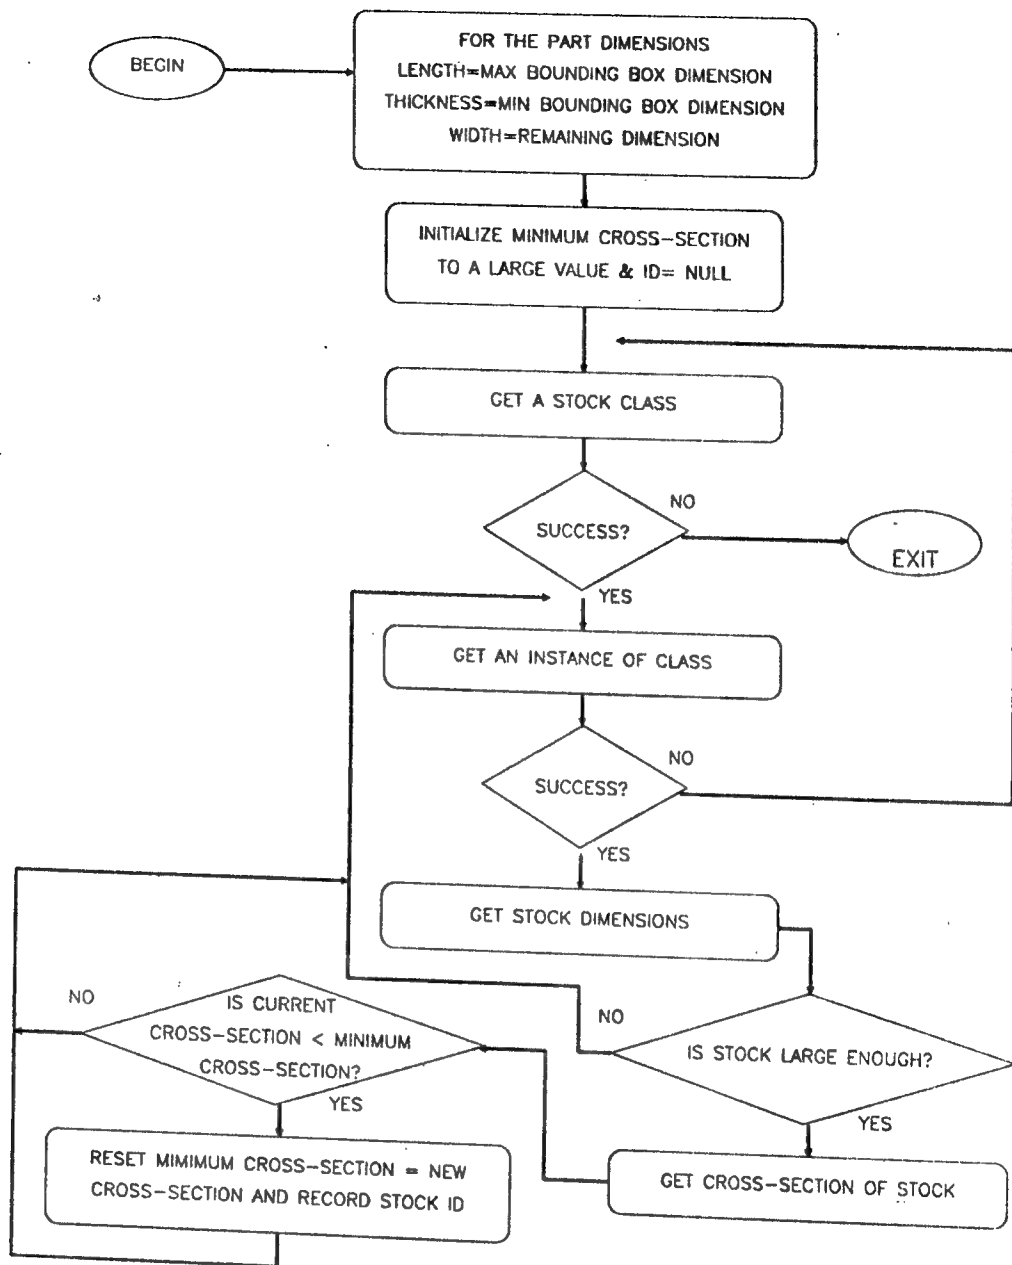 BEGIN
FOR THE PART DIMENSIONS
LENGTH=MAX BOUNDING BOX DIMENSION
THICKNESS=MIN BOUNDING BOX DIMENSION
WIDTH=REMAINING DIMENSION
INITIALIZE MINIMUM CROSS-SECTION
TO A LARGE VALUE & ID= NULL
GET A STOCK CLASS
SUCCESS?
NO
EXIT
YES
GET AN INSTANCE OF CLASS
SUCCESS?
NO
YES
GET STOCK DIMENSIONS
IS STOCK LARGE ENOUGH?
NO
YES
GET CROSS-SECTION OF STOCK
IS CURRENT
CROSS-SECTION < MINIMUM
CROSS-SECTION?
NO
YES
RESET MIMIMUM CROSS-SECTION = NEW
CROSS-SECTION AND RECORD STOCK ID